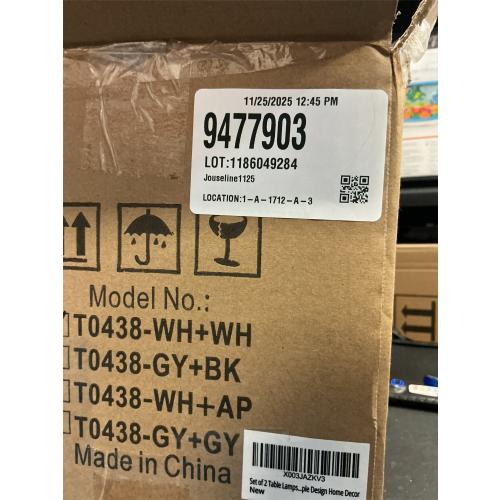 11/25/2025 12:45 PM
9477903
LOT:1186049284
Jouseline1125
LOCATION:1-A-1712-A-3
Model No.:
T0438-WH+WH
T0438-GY+BK
T0438-WH+AP
T0438-GY+GY
Made in China
X003JAZKV3
Set of 2 Table Lamps...ple Design Home Decor
New